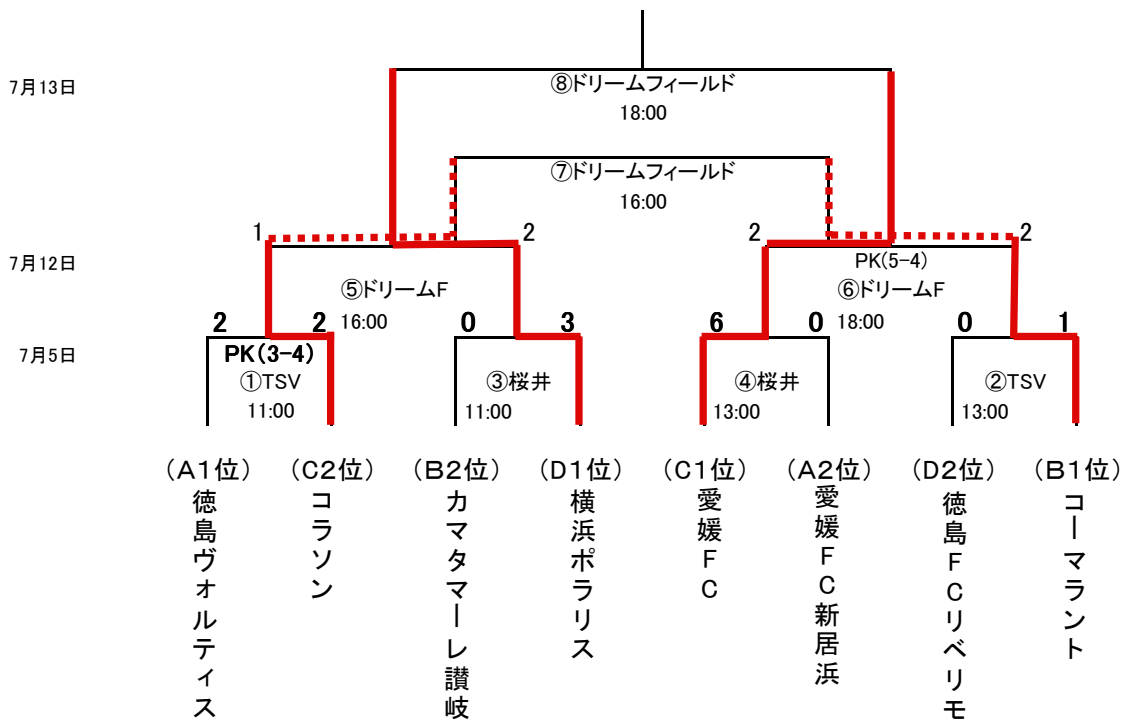 7月13日
⑧ドリームフィールド
18:00
⑦ドリームフィールド
16:00
1
2
2
2
7月12日
PK(5-4)
⑤ドリームF
⑥ドリームF
16:00
18:00
2
2
0
3
6
0
0
1
7月5日
PK(3-4)
①TSV
③桜井
④桜井
②TSV
11:00
11:00
13:00
13:00
(A1位)
(C2位)
(B2位)
(D1位)
(C1位)
(A2位)
(D2位)
(B1位)
徳島ヴォルティス
コラソン
カマタマーレ讃岐
横浜ポラリス
愛媛FC
愛媛FC新居浜
徳島FCリベリモ
コーマラント